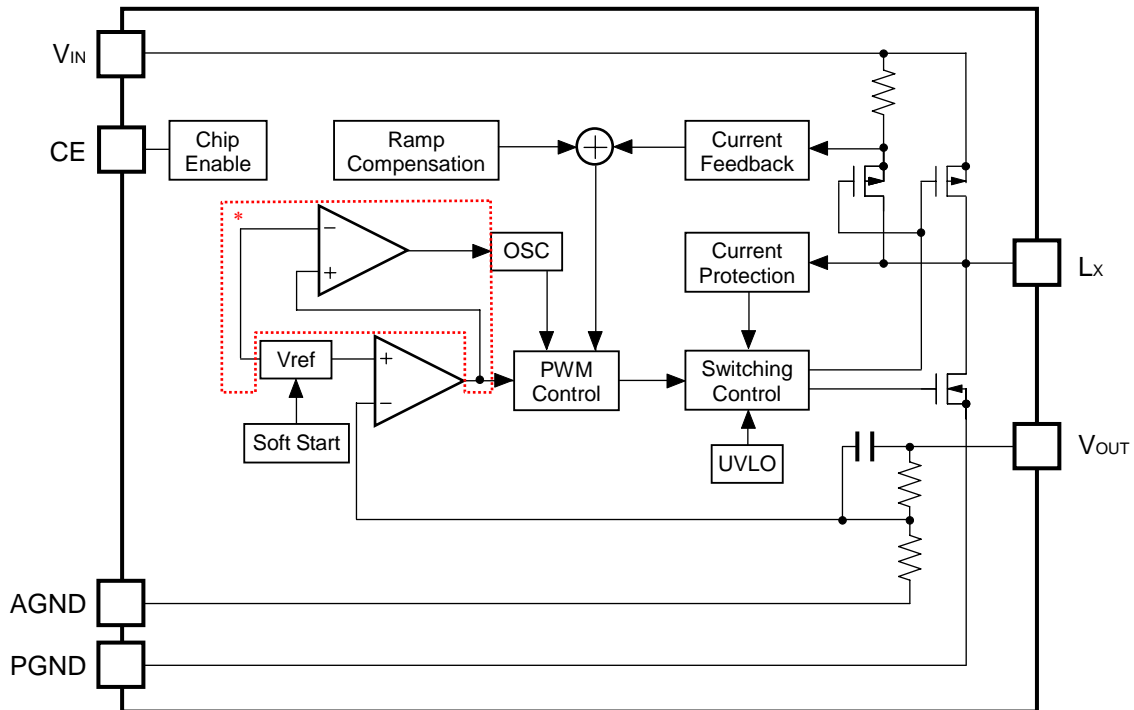 VIN
CE
Chip
Enable
Ramp
Compensation
+
Current
Feedback
*
−
+
OSC
Current
Protection
LX
Vref
+
−
PWM
Control
Switching
Control
Soft Start
UVLO
VOUT
AGND
PGND